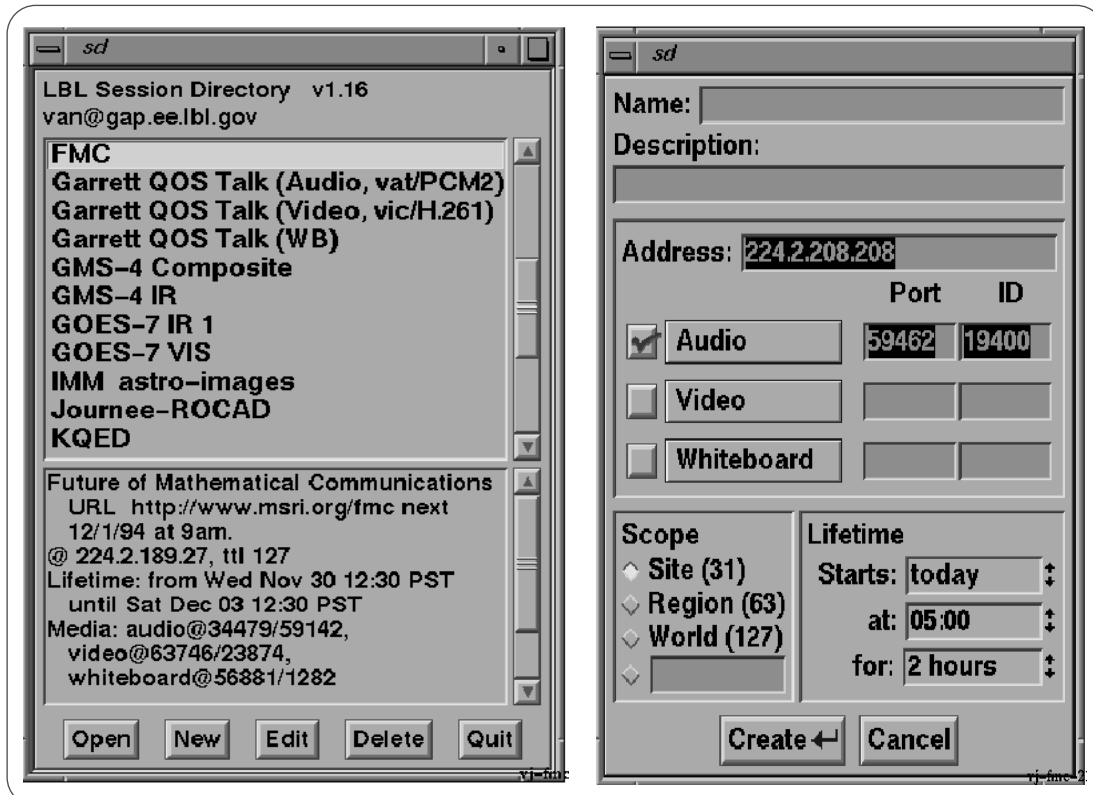 sd
LBL Session Directory v1.16
van@gap.ee.lbl.gov
FMC
Garrett QOS Talk (Audio, vat/PCM2)
Garrett QOS Talk (Video, vic/H.261)
Garrett QOS Talk (WB)
GMS-4 Composite
GMS-4 IR
GOES-7 IR 1
GOES-7 VIS
IMM astro-images
Journee-ROCAD
KQED
Future of Mathematical Communications
URL http://www.msri.org/fmc next
12/1/94 at 9am.
@ 224.2.189.27, ttl 127
Lifetime: from Wed Nov 30 12:30 PST
until Sat Dec 03 12:30 PST
Media: audio@34479/59142,
video@63746/23874,
whiteboard@56881/1282
Open New Edit Delete Quit
vj-fmc
sd
Name:
Description:
Address: 224.2.208.208
Port ID
Audio 59462 19400
Video
Whiteboard
Scope
Site (31)
Region (63)
World (127)
Lifetime
Starts: today
at: 05:00
for: 2 hours
Create Cancel
vj-fmc-2